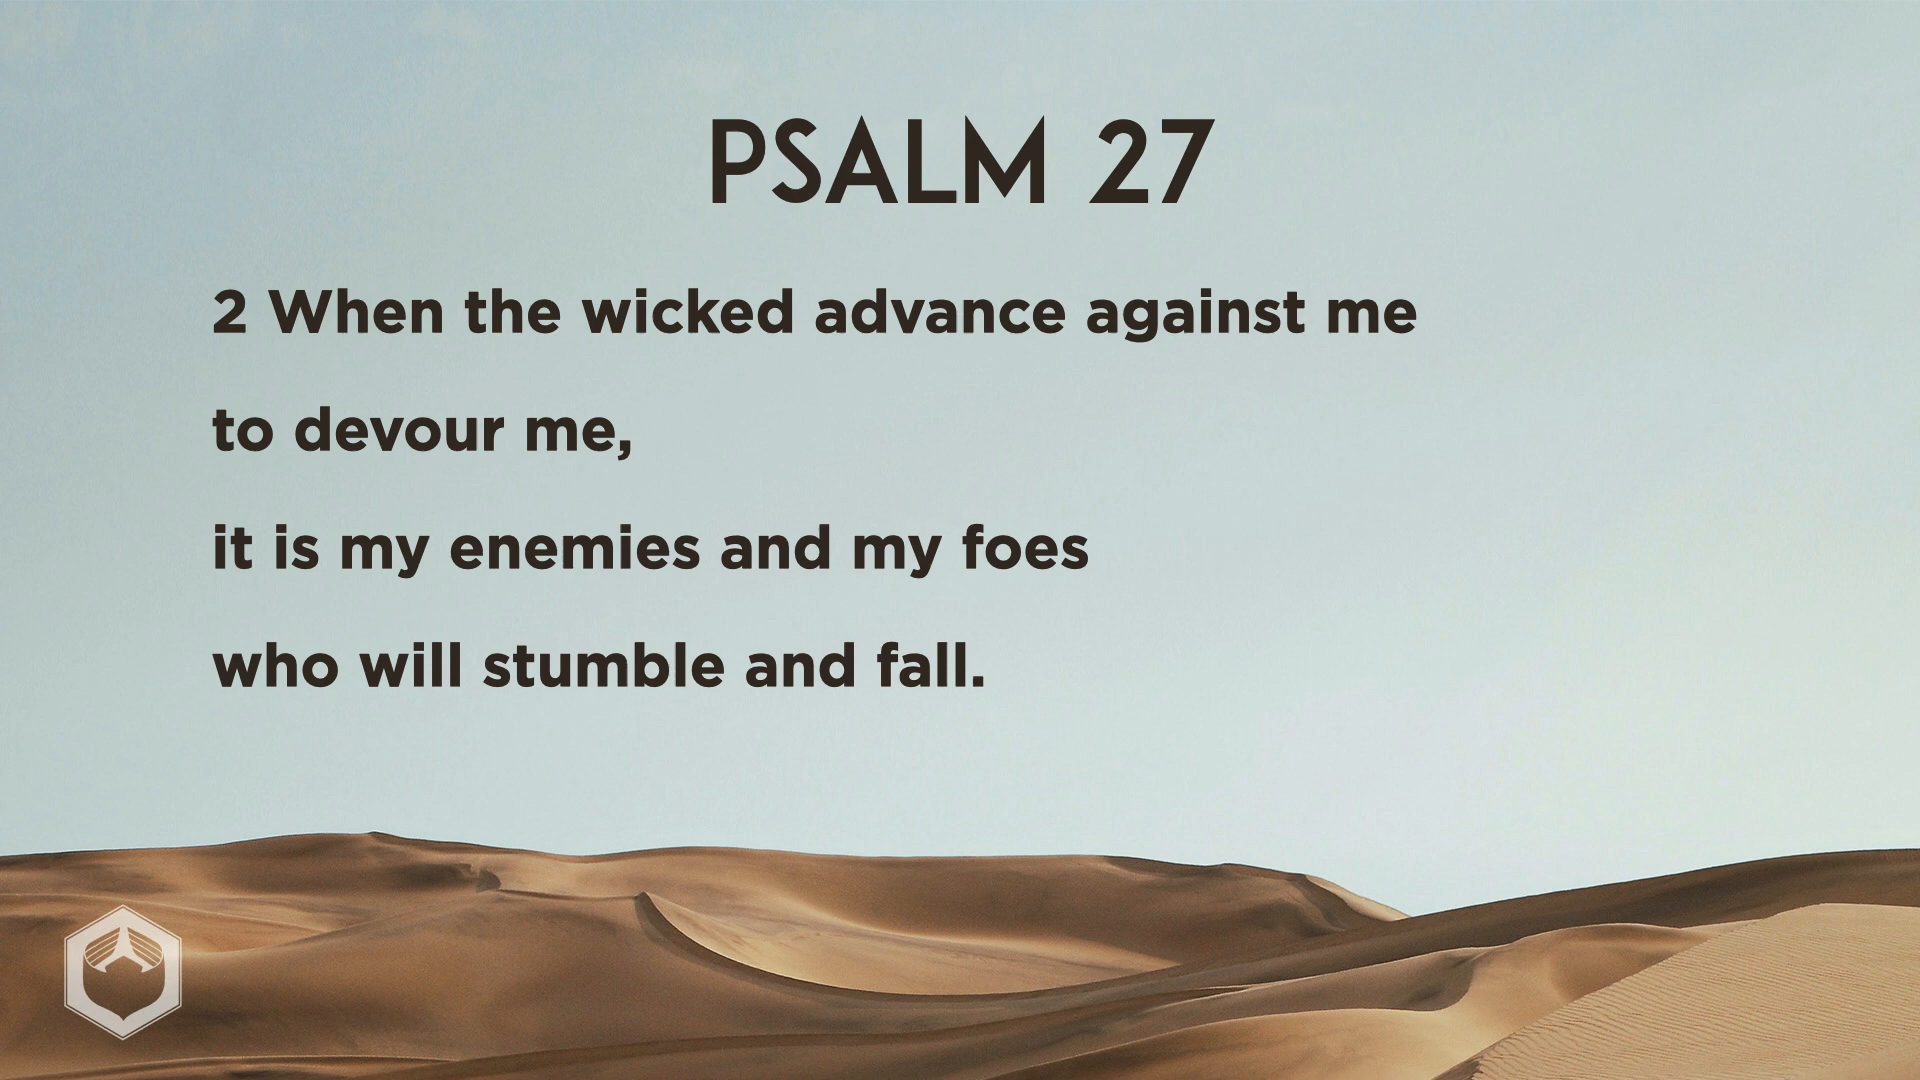 PSALM 27
2 When the wicked advance against me
to devour me,
it is my enemies and my foes
who will stumble and fall.